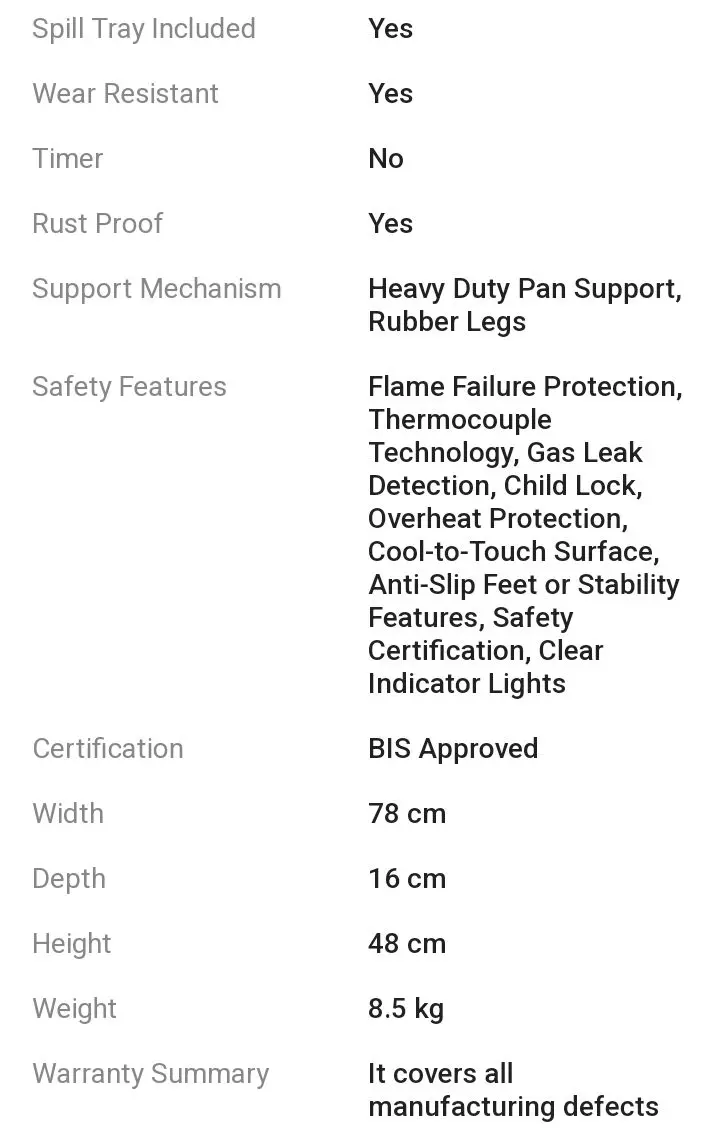 Spill Tray Included Yes
Wear Resistant Yes
Timer No
Rust Proof Yes
Support Mechanism Heavy Duty Pan Support,
Rubber Legs
Safety Features Flame Failure Protection,
Thermocouple
Technology, Gas Leak
Detection, Child Lock,
Overheat Protection,
Cool-to-Touch Surface,
Anti-Slip Feet or Stability
Features, Safety
Certification, Clear
Indicator Lights
Certification BIS Approved
Width 78 cm
Depth 16 cm
Height 48 cm
Weight 8.5 kg
Warranty Summary It covers all
manufacturing defects